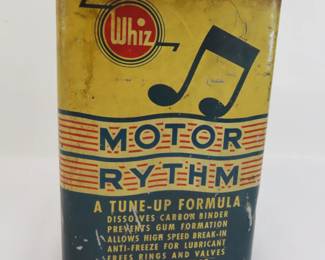 Whiz
MOTOR
RYTHM
A TUNE-UP FORMULA
DISSOLVES CARBON BINDER
PREVENTS GUM FORMATION
ALLOWS HIGH SPEED BREAK-IN
ANTI-FREEZE FOR LUBRICANT
FREES RINGS AND VALVES